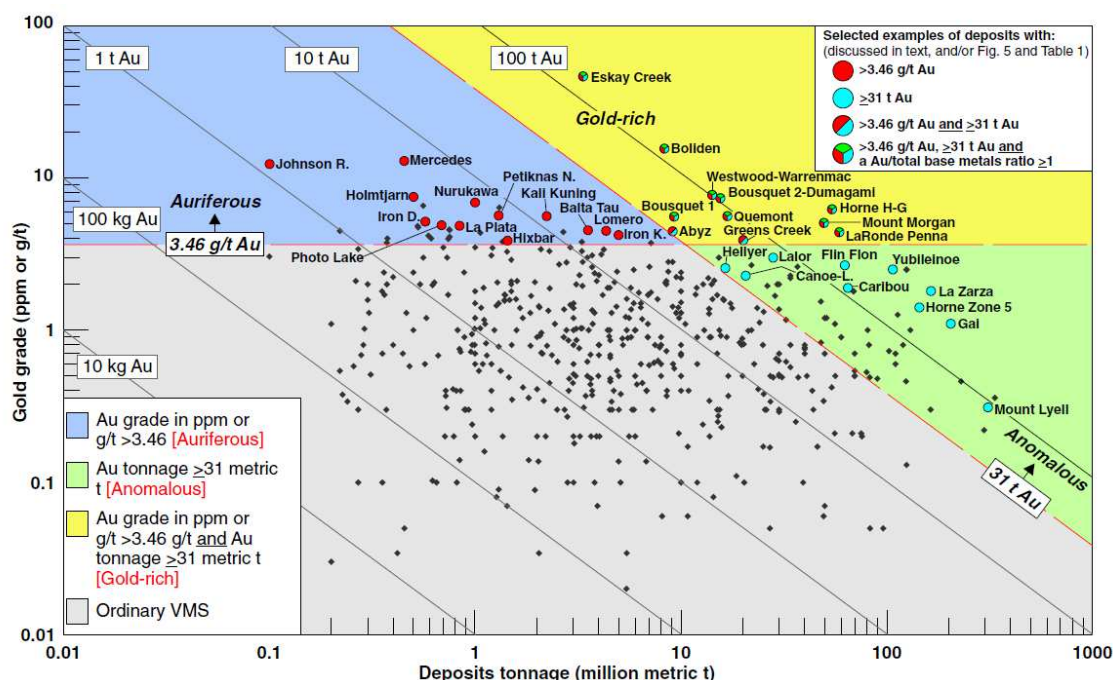 100
10
1
0.1
0.01
Gold grade (ppm or g/t)
0.01
0.1
1
10
100
1000
Deposits tonnage (million metric t)
1 t Au
10 t Au
100 t Au
100 kg Au
10 kg Au
3.46 g/t Au
31 t Au
Auriferous
Gold-rich
Anomalous
Selected examples of deposits with:
(discussed in text, and/or Fig. 5 and Table 1)
>3.46 g/t Au
≥31 t Au
>3.46 g/t Au and ≥31 t Au
>3.46 g/t Au, ≥31 t Au and
a Au/total base metals ratio ≥1
Eskay Creek
Boliden
Johnson R.
Mercedes
Westwood-Warrenmac
Petiknas N.
Bousquet 2-Dumagami
Holmtjarn
Nurukawa
Kali Kuning
Bousquet 1
Horne H-G
Baita Tau
Quemont
Mount Morgan
Iron D.
La Plata
Lomero
Abyz
Greens Creek
LaRonde Penna
Hixbar
Iron K.
Photo Lake
Hellyer
Lalor
Flin Flon
Yubileinoe
Canoe-L.
Caribou
La Zarza
Horne Zone 5
Gai
Mount Lyell
Au grade in ppm or
g/t >3.46 [Auriferous]
Au tonnage ≥31 metric
t [Anomalous]
Au grade in ppm or
g/t >3.46 g/t and Au
tonnage ≥31 metric t
[Gold-rich]
Ordinary VMS